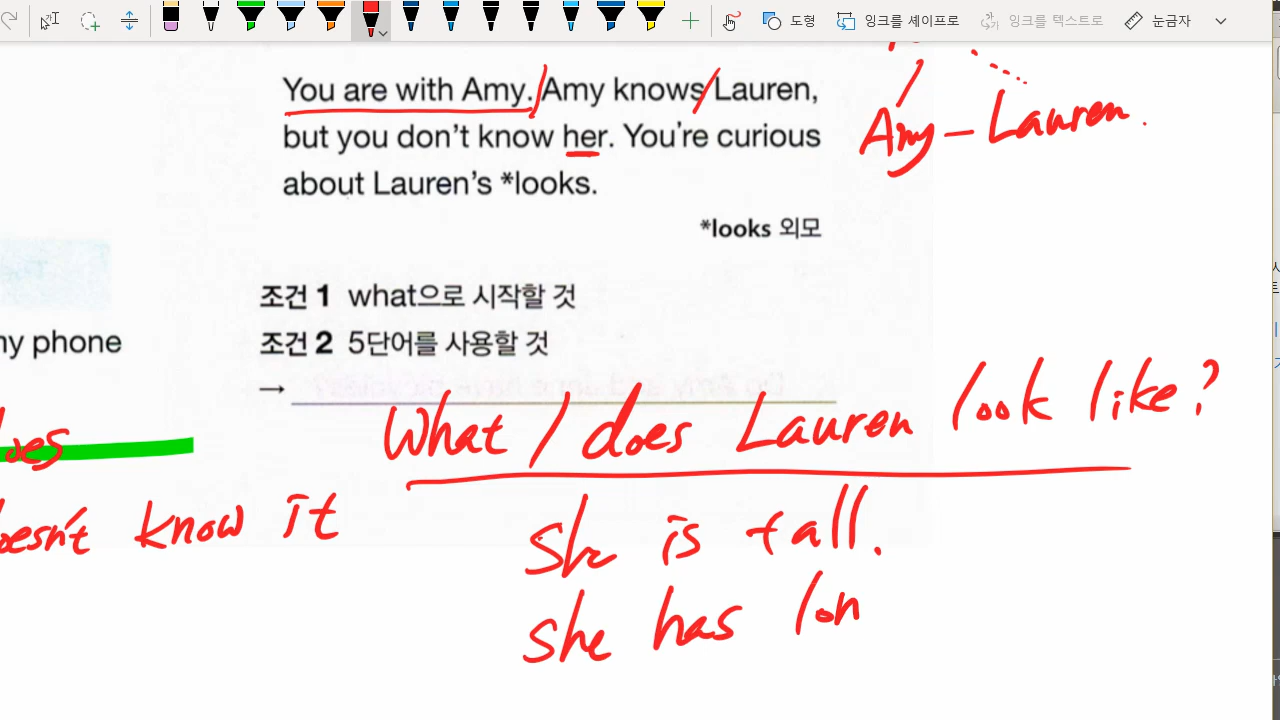 도형 잉크를 셰이프로 잉크를 텍스트로 눈금자
You are with Amy. Amy knows Lauren,
but you don't know her. You're curious
about Lauren's *looks.
*looks 외모
Amy – Lauren.
조건 1 what으로 시작할 것
조건 2 5단어를 사용할 것
→
my phone
What / does Lauren look like?
does
doesn't know it
She is tall.
she has lon